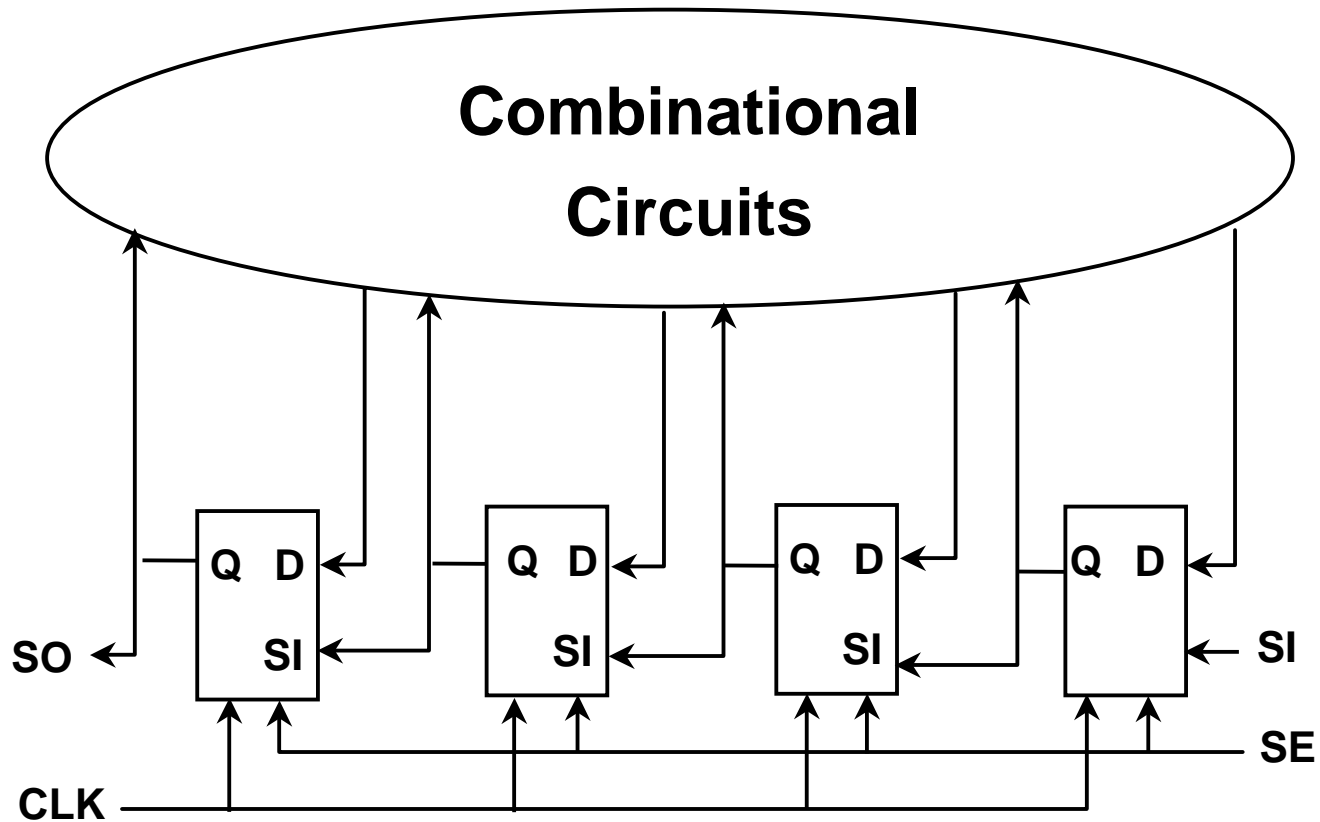 Combinational
Circuits
Q D Q D Q D Q D
SO SI SI SI SI
SE
CLK